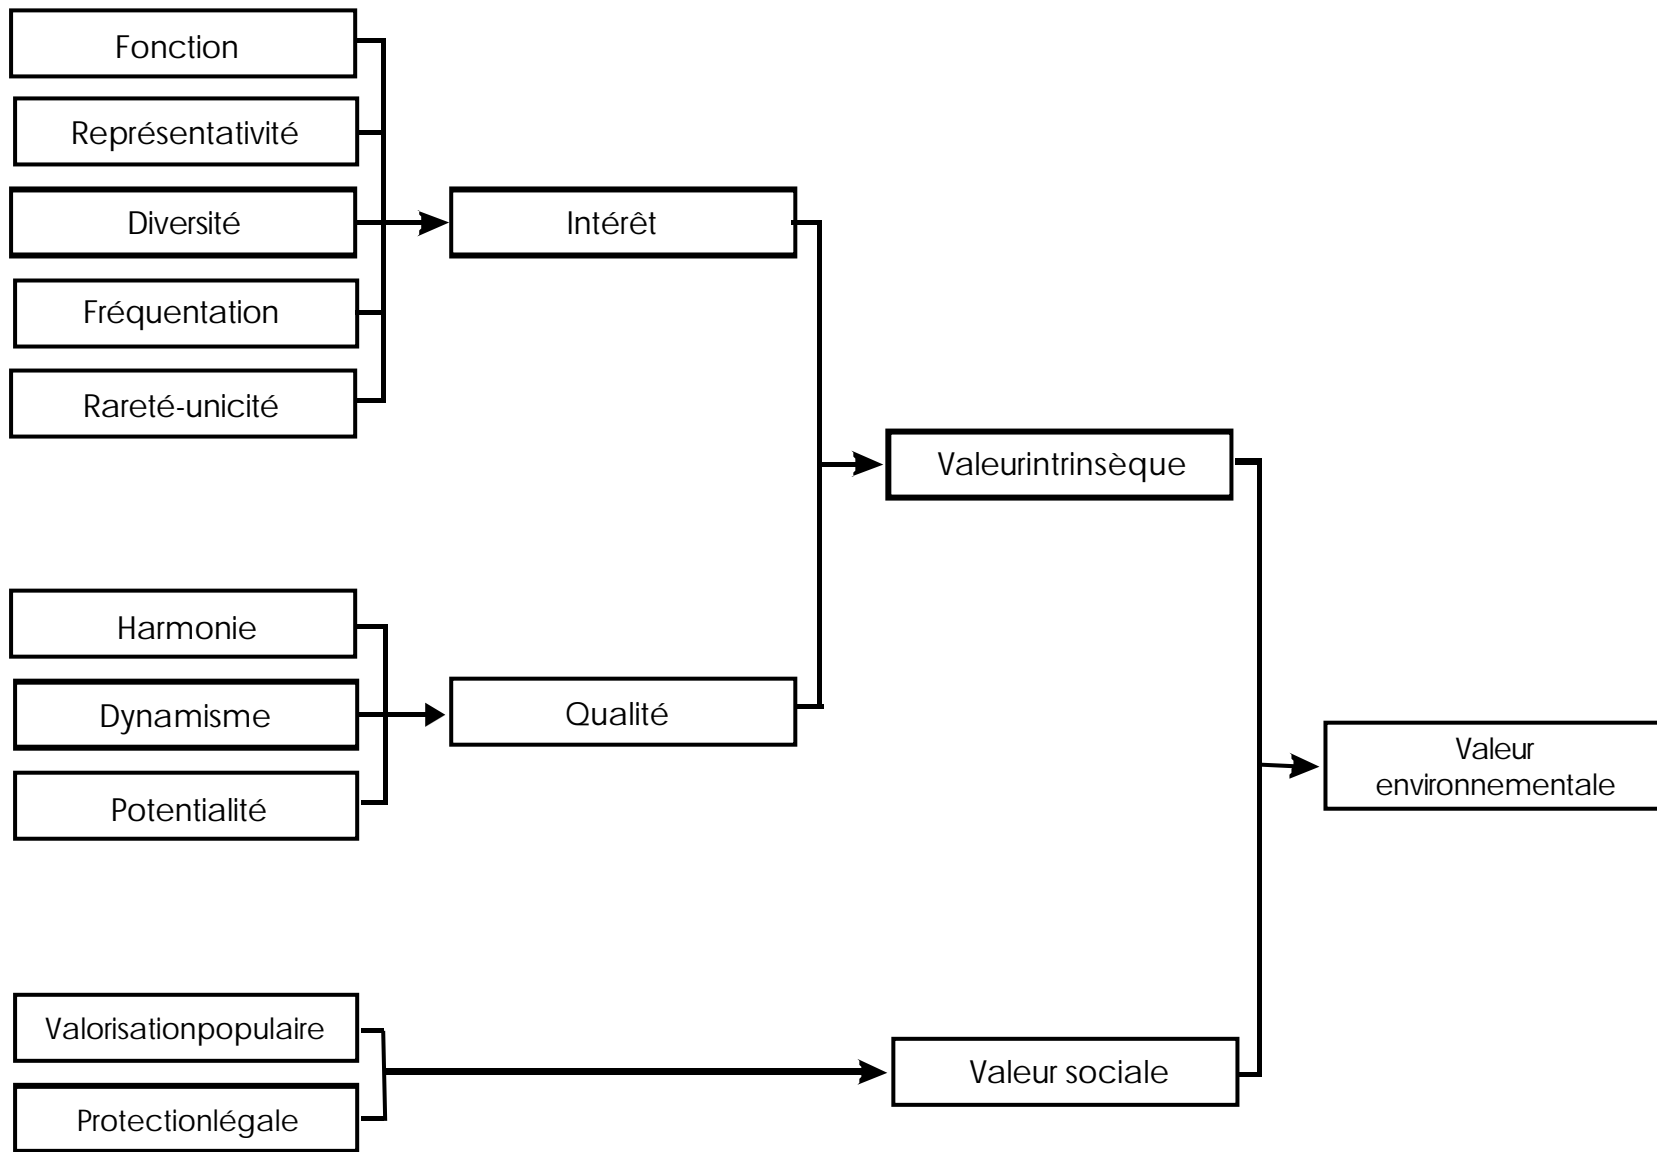 Fonction
Représentativité
Diversité
Fréquentation
Rareté-unicité
Intérêt
Harmonie
Dynamisme
Potentialité
Qualité
Valeurintrinsèque
Valorisationpopulaire
Protectionlégale
Valeur sociale
Valeur
environnementale